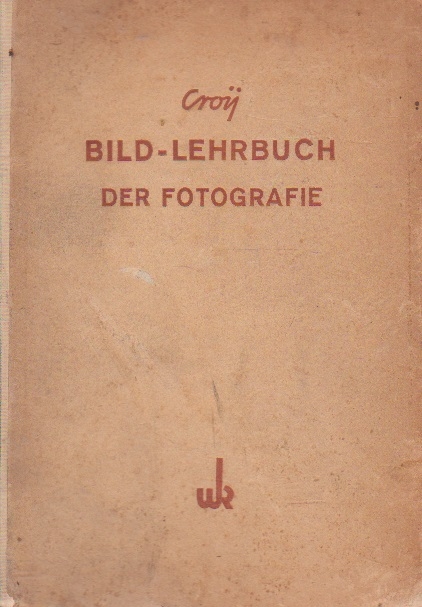 Croÿ
BILD-LEHRBUCH
DER FOTOGRAFIE
wk